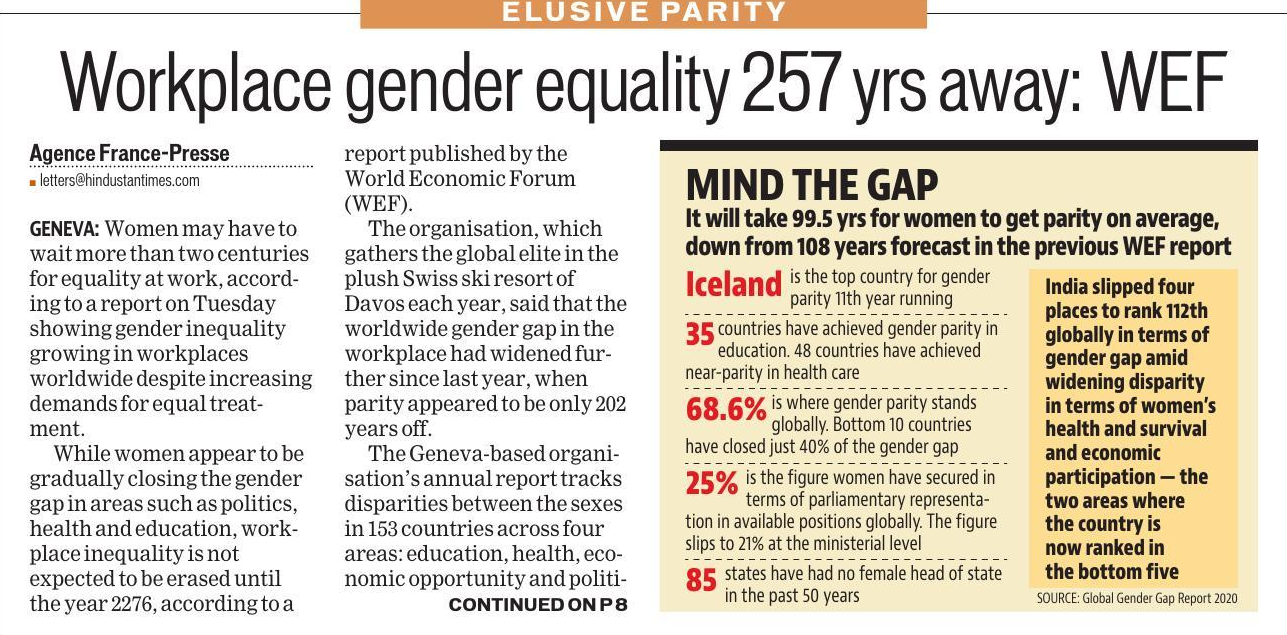 ELUSIVE PARITY
Workplace gender equality 257 yrs away: WEF
Agence France-Presse
letters@hindustantimes.com
GENEVA: Women may have to
wait more than two centuries
for equality at work, accord-
ing to a report on Tuesday
showing gender inequality
growing in workplaces
worldwide despite increasing
demands for equal treat-
ment.
While women appear to be
gradually closing the gender
gap in areas such as politics,
health and education, work-
place inequality is not
expected to be erased until
the year 2276, according to a
report published by the
World Economic Forum
(WEF).
The organisation, which
gathers the global elite in the
plush Swiss ski resort of
Davos each year, said that the
worldwide gender gap in the
workplace had widened fur-
ther since last year, when
parity appeared to be only 202
years off.
The Geneva-based organi-
sation's annual report tracks
disparities between the sexes
in 153 countries across four
areas: education, health, eco-
nomic opportunity and politi-
CONTINUED ON P 8
MIND THE GAP
It will take 99.5 yrs for women to get parity on average,
down from 108 years forecast in the previous WEF report
Iceland is the top country for gender
parity 11th year running
35 countries have achieved gender parity in
education. 48 countries have achieved
near-parity in health care
68.6% is where gender parity stands
globally. Bottom 10 countries
have closed just 40% of the gender gap
25% is the figure women have secured in
terms of parliamentary representa-
tion in available positions globally. The figure
slips to 21% at the ministerial level
85 states have had no female head of state
in the past 50 years
India slipped four
places to rank 112th
globally in terms of
gender gap amid
widening disparity
in terms of women's
health and survival
and economic
participation — the
two areas where
the country is
now ranked in
the bottom five
SOURCE: Global Gender Gap Report 2020